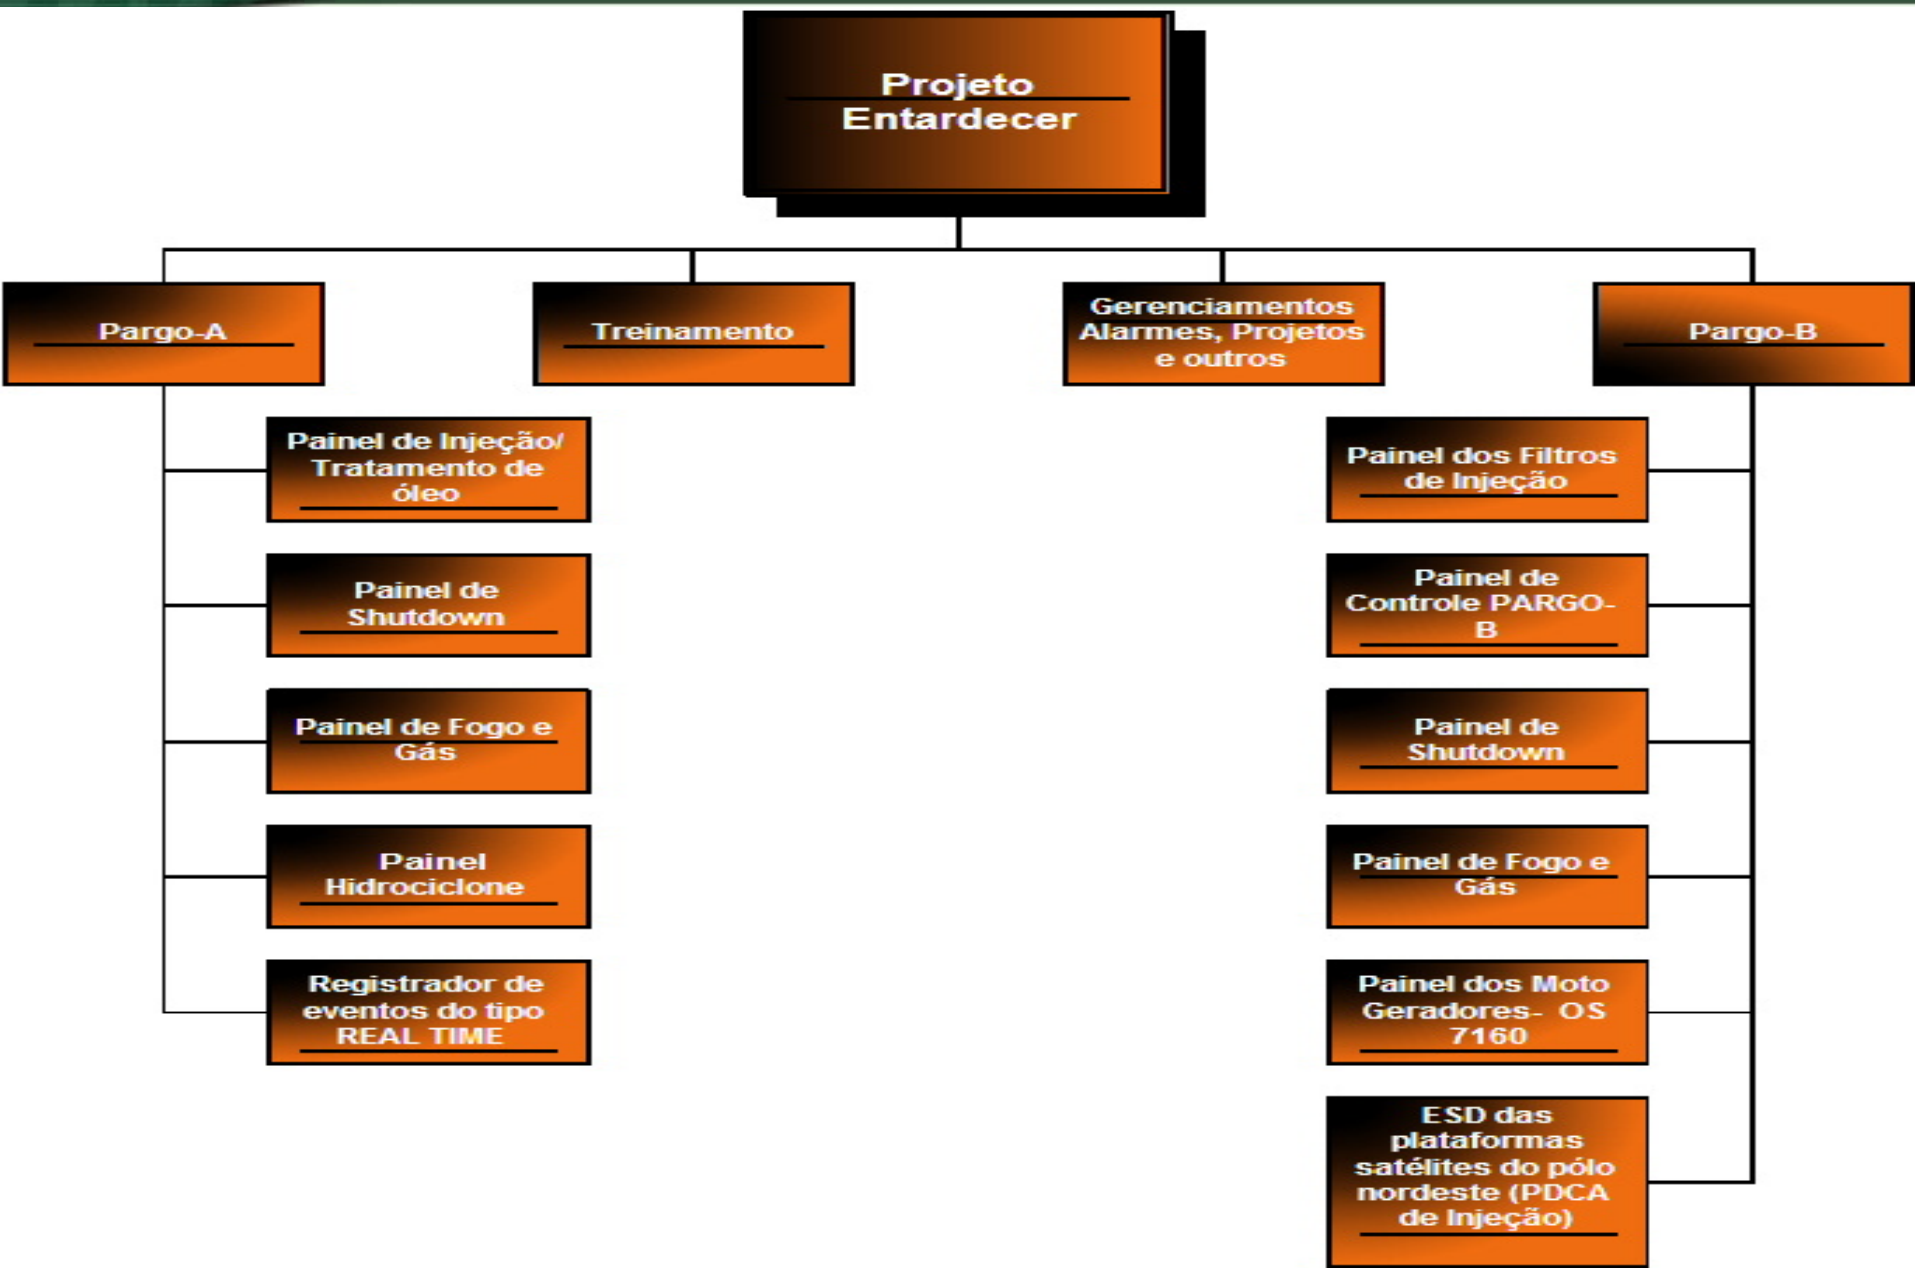 Projeto
Entardecer
Pargo-A
Treinamento
Gerenciamentos
Alarmes, Projetos
e outros
Pargo-B
Painel de Injeção/
Tratamento de
óleo
Painel de
Shutdown
Painel de Fogo e
Gás
Painel
Hidrociclone
Registrador de
eventos do tipo
REAL TIME
Painel dos Filtros
de Injeção
Painel de
Controle PARGO-
B
Painel de
Shutdown
Painel de Fogo e
Gás
Painel dos Moto
Geradores- OS
7160
ESD das
plataformas
satélites do pólo
nordeste (PDCA
de Injeção)